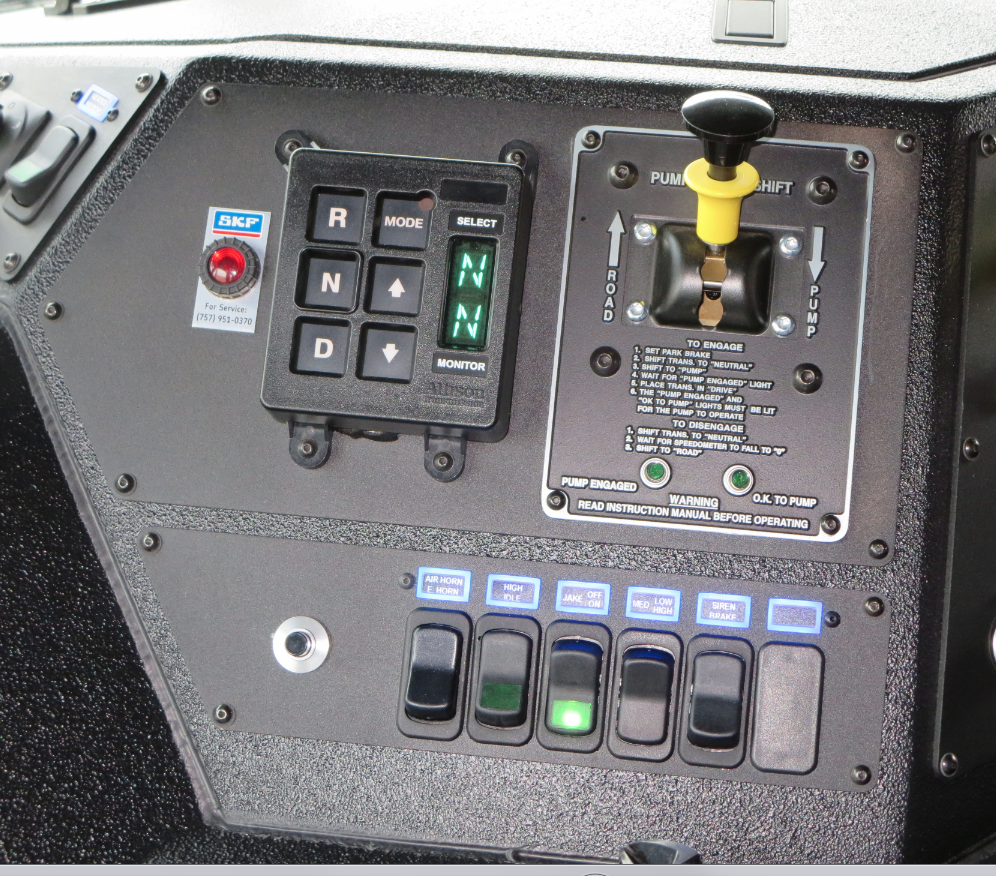 SKF
For Service:
(757) 951-0370
R
MODE
N
D
SELECT
N
N
MONITOR
Allison
PUMP SHIFT
ROAD
PUMP
TO ENGAGE
1. SET PARK BRAKE
2. SHIFT TRANS. TO "NEUTRAL"
3. SHIFT TO "PUMP"
4. WAIT FOR "PUMP ENGAGED" LIGHT
5. PLACE TRANS. IN "DRIVE"
6. THE "PUMP ENGAGED" AND
"OK TO PUMP" LIGHTS MUST BE LIT
FOR THE PUMP TO OPERATE
TO DISENGAGE
1. SHIFT TRANS. TO "NEUTRAL"
2. WAIT FOR SPEEDOMETER TO FALL TO "0"
3. SHIFT TO "ROAD"
PUMP ENGAGED
O.K. TO PUMP
WARNING
READ INSTRUCTION MANUAL BEFORE OPERATING
AIR HORN
E. HORN
HIGH
IDLE
JAKE OFF
ON
MED LOW
HIGH
SIREN
BRAKE